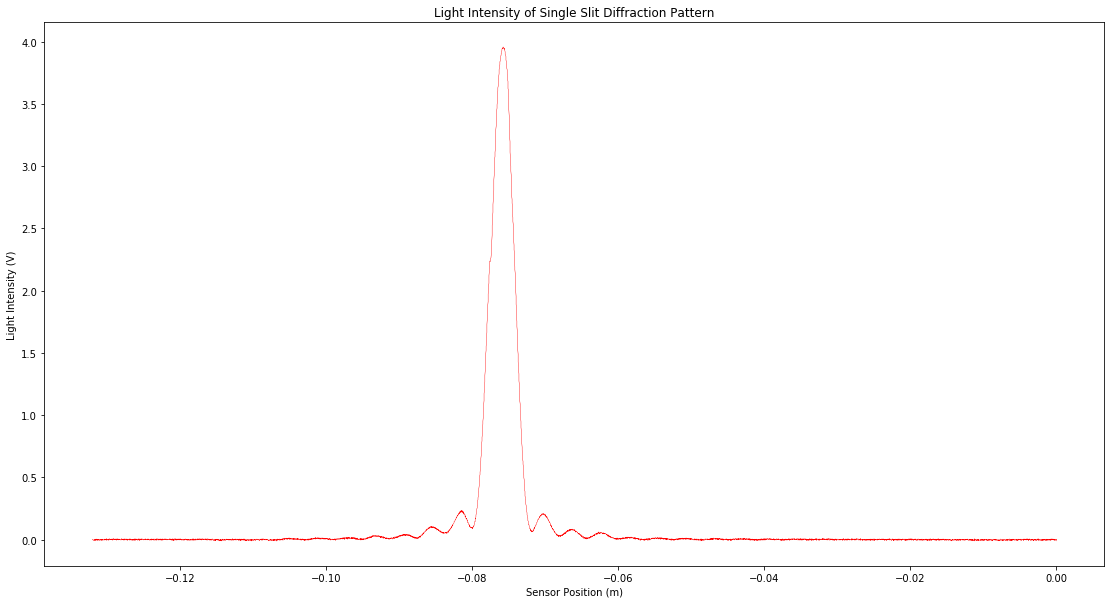 Light Intensity of Single Slit Diffraction Pattern
4.0
3.5
3.0
2.5
2.0
1.5
1.0
0.5
0.0
Light Intensity (V)
−0.12 −0.10 −0.08 −0.06 −0.04 −0.02 0.00
Sensor Position (m)